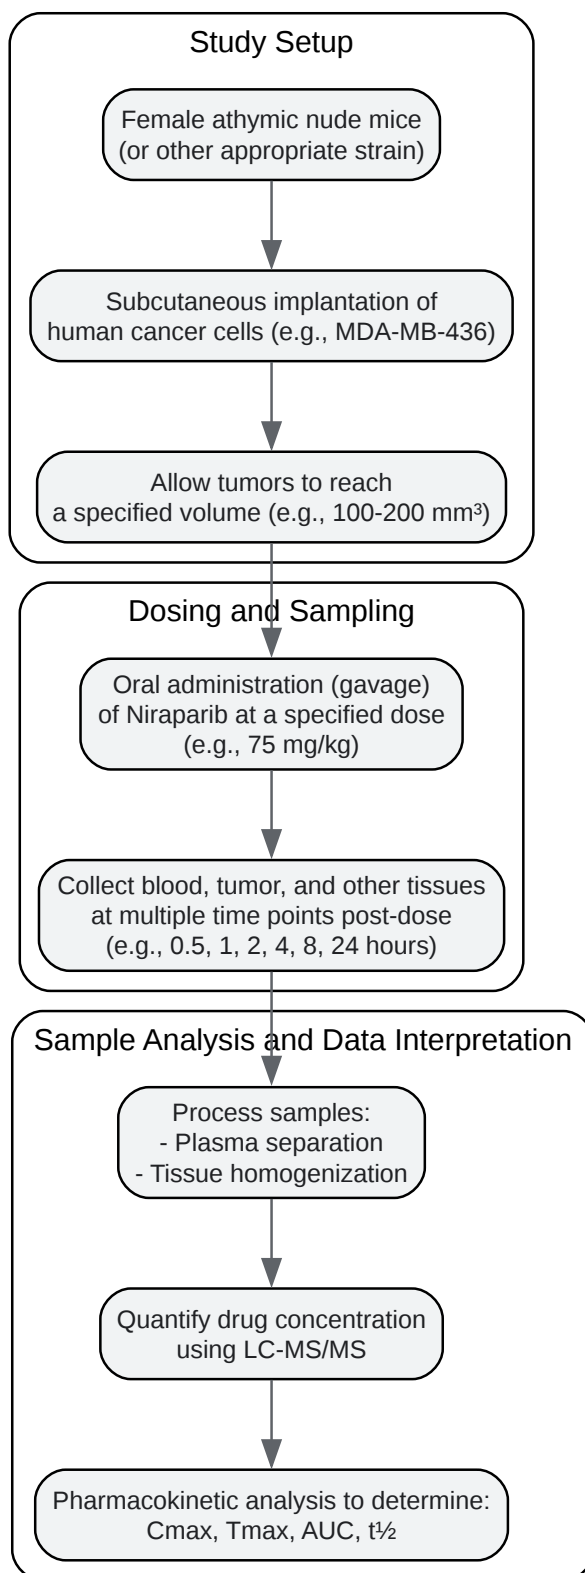 Study Setup
Female athymic nude mice
(or other appropriate strain)
Subcutaneous implantation of
human cancer cells (e.g., MDA-MB-436)
Allow tumors to reach
a specified volume (e.g., 100-200 mm³)
Dosing and Sampling
Oral administration (gavage)
of Niraparib at a specified dose
(e.g., 75 mg/kg)
Collect blood, tumor, and other tissues
at multiple time points post-dose
(e.g., 0.5, 1, 2, 4, 8, 24 hours)
Sample Analysis and Data Interpretation
Process samples:
- Plasma separation
- Tissue homogenization
Quantify drug concentration
using LC-MS/MS
Pharmacokinetic analysis to determine:
Cmax, Tmax, AUC, t½